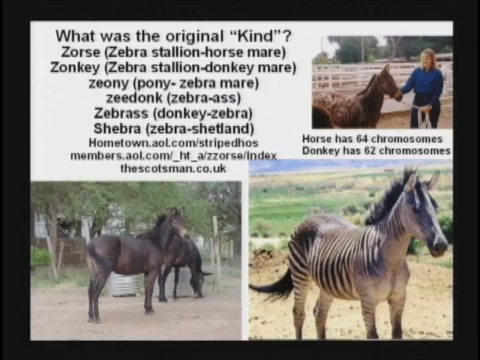 What was the original “Kind”?
Zorse (Zebra stallion-horse mare)
Zonkey (Zebra stallion-donkey mare)
zeony (pony- zebra mare)
zeedonk (zebra-ass)
Zebrass (donkey-zebra)
Shebra (zebra-shetland)
Hometown.aol.com/stripedhos
members.aol.com/_ht_a/zzorse/index
thescotsman.co.uk
Horse has 64 chromosomes
Donkey has 62 chromosomes